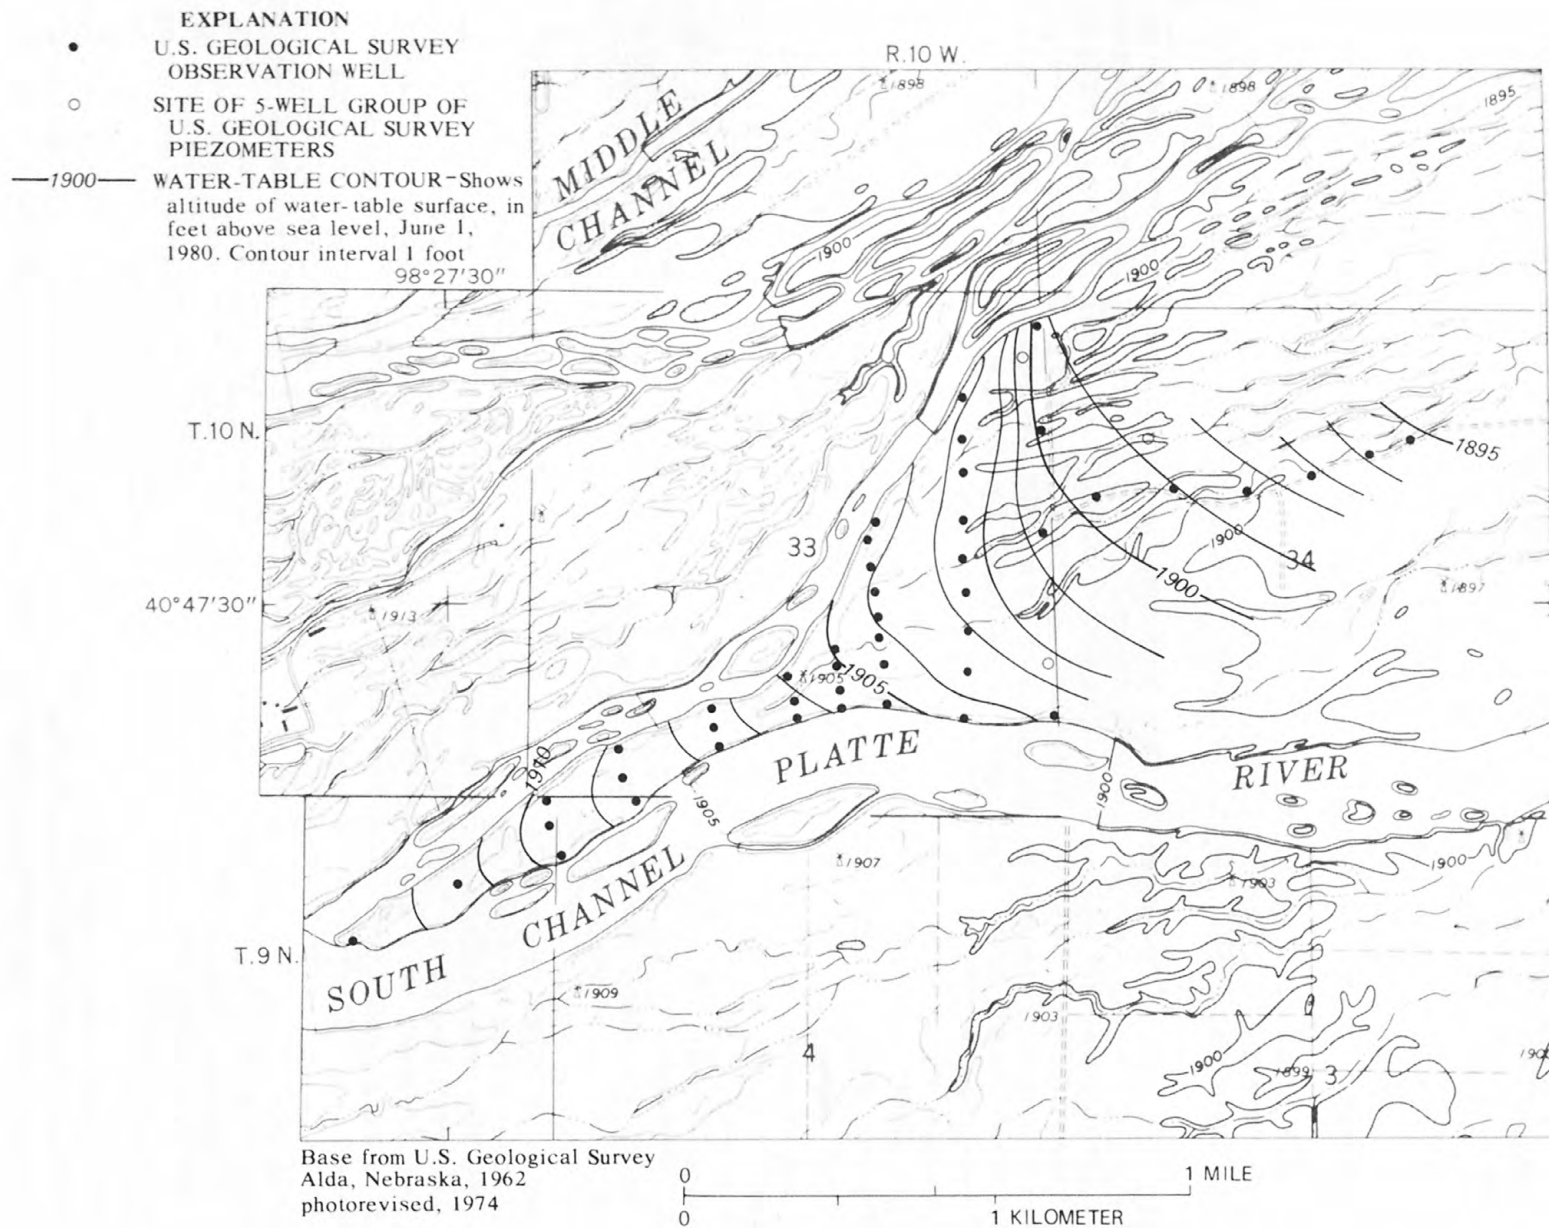 EXPLANATION
U.S. GEOLOGICAL SURVEY
OBSERVATION WELL
SITE OF 5-WELL GROUP OF
U.S. GEOLOGICAL SURVEY
PIEZOMETERS
—1900— WATER-TABLE CONTOUR-Shows
altitude of water-table surface, in
feet above sea level, June 1,
1980. Contour interval 1 foot
98°27'30"
R.10 W.
1898
1898
1895
MIDDLE
CHANNEL
1900
1900
T.10 N.
1895
33
1900
34
1900
40°47'30"
1913
1897
1905
1905
1910
PLATTE
RIVER
1905
1900
1907
1900
1903
CHANNEL
T.9 N.
SOUTH
1909
1903
4
1900
1899
3
Base from U.S. Geological Survey
Alda, Nebraska, 1962
photorevised, 1974
0 1 MILE
0 1 KILOMETER